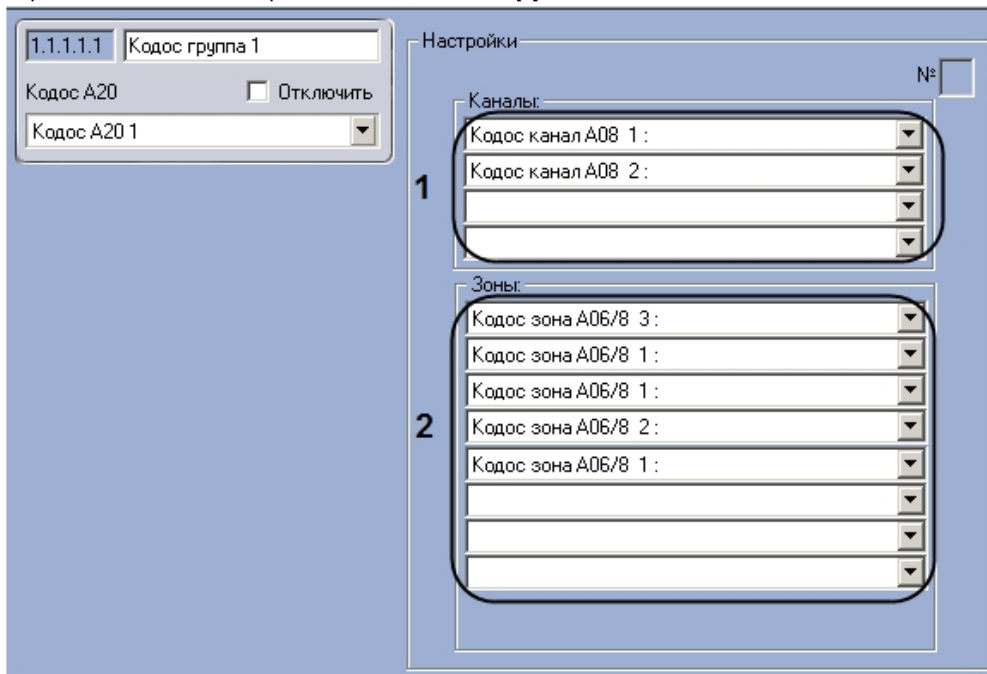 1.1.1.1.1 Кодос группа 1
Кодос А20 Отключить
Кодос А20 1
Настройки
№
Каналы:
1
Кодос канал А08 1 :
Кодос канал А08 2 :
Зоны:
2
Кодос зона А06/8 3 :
Кодос зона А06/8 1 :
Кодос зона А06/8 1 :
Кодос зона А06/8 2 :
Кодос зона А06/8 1 :